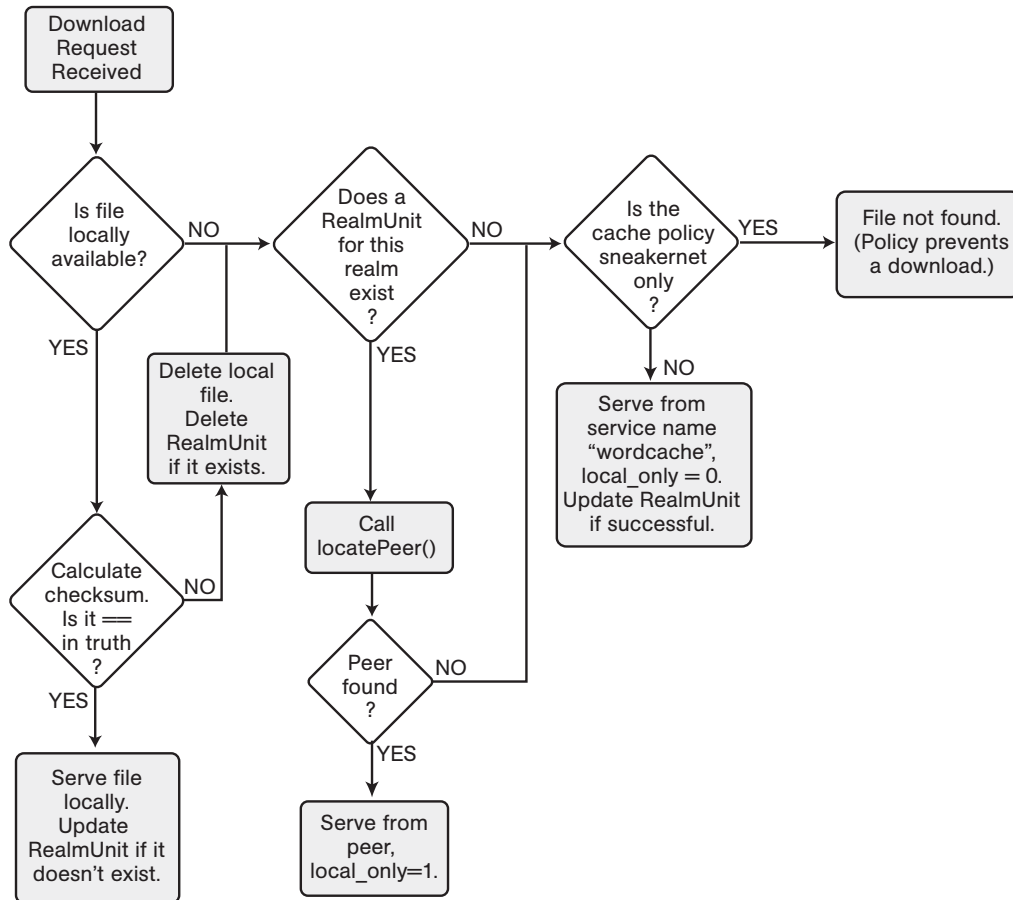 Download
Request
Received
Is file
locally
available?
NO
YES
Does a
RealmUnit
for this
realm
exist
?
NO
YES
Is the
cache policy
sneakernet
only
?
YES
NO
File not found.
(Policy prevents
a download.)
Delete local
file.
Delete
RealmUnit
if it exists.
Serve from
service name
“wordcache”,
local_only = 0.
Update RealmUnit
if successful.
Call
locatePeer()
Calculate
checksum.
Is it ==
in truth
?
NO
YES
Peer
found
?
NO
YES
Serve file
locally.
Update
RealmUnit if it
doesn’t exist.
Serve from
peer,
local_only=1.